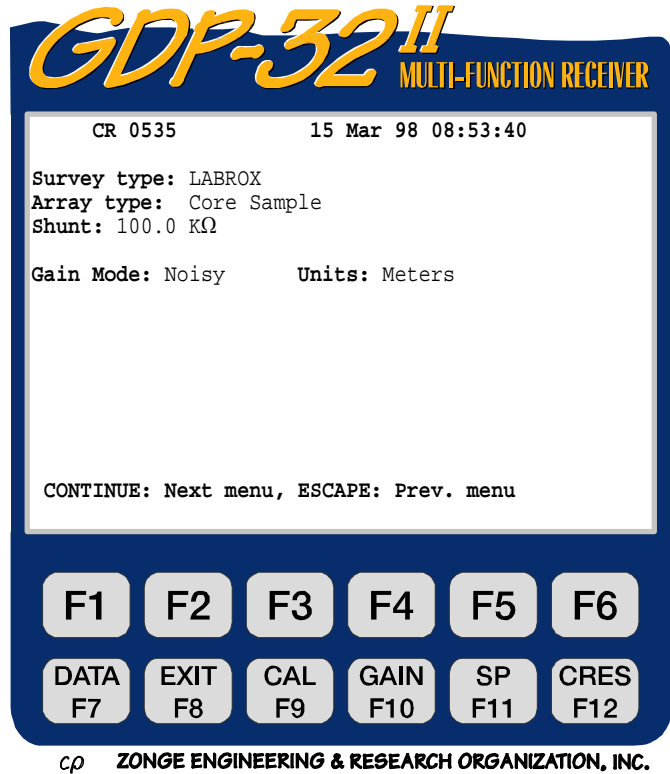 GDP-32 II
MULTI-FUNCTION RECEIVER
CR 0535 15 Mar 98 08:53:40
Survey type: LABROX
Array type: Core Sample
Shunt: 100.0 KΩ
Gain Mode: Noisy Units: Meters
CONTINUE: Next menu, ESCAPE: Prev. menu
F1 F2 F3 F4 F5 F6
DATA EXIT CAL GAIN SP CRES
F7 F8 F9 F10 F11 F12
cρ ZONGE ENGINEERING & RESEARCH ORGANIZATION, INC.